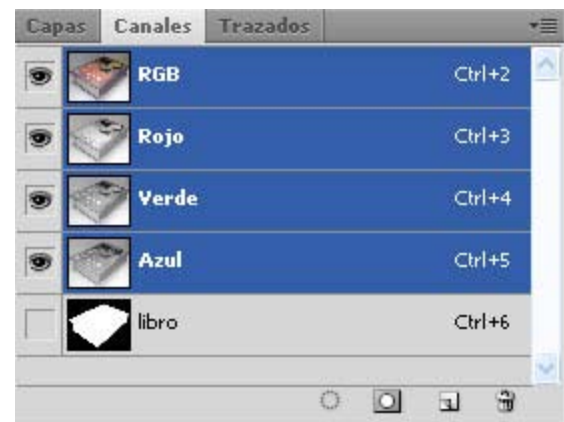 Capas Canales Trazados
RGB Ctrl+2
Rojo Ctrl+3
Verde Ctrl+4
Azul Ctrl+5
libro Ctrl+6